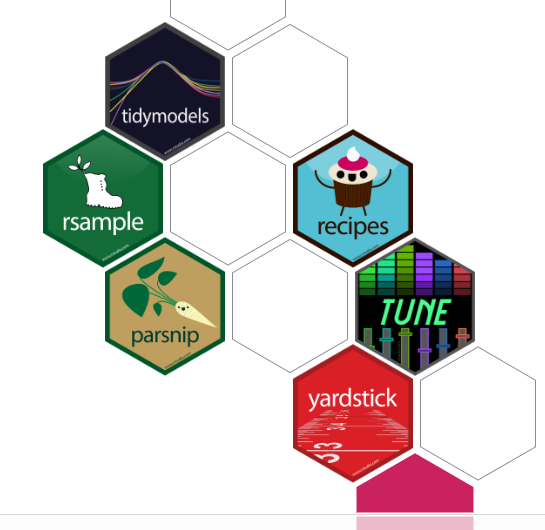 tidymodels
rsample
recipes
parsnip
TUNE
yardstick